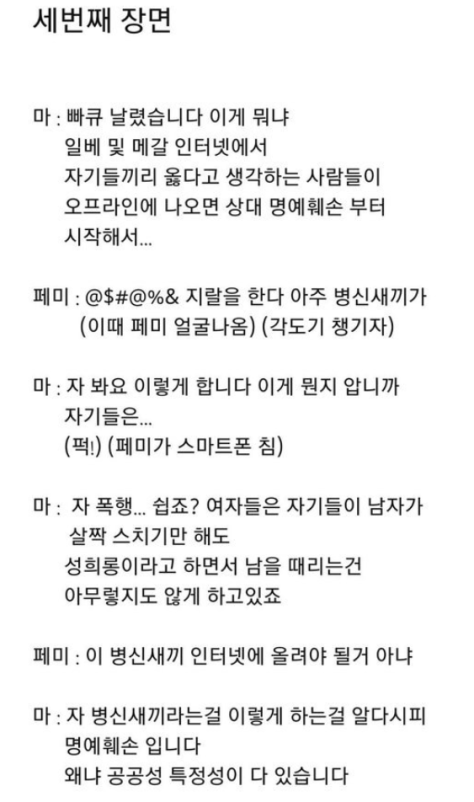 세번째 장면
마 : 빠큐 날렸습니다 이게 뭐냐
일베 및 메갈 인터넷에서
자기들끼리 옳다고 생각하는 사람들이
오프라인에 나오면 상대 명예훼손 부터
시작해서...
페미 : @$#@%& 지랄을 한다 아주 병신새끼가
(이때 페미 얼굴나옴) (각도기 챙기자)
마 : 자 봐요 이렇게 합니다 이게 뭔지 압니까
자기들은...
(퍽!) (페미가 스마트폰 침)
마 : 자 폭행... 쉽죠? 여자들은 자기들이 남자가
살짝 스치기만 해도
성희롱이라고 하면서 남을 때리는건
아무렇지도 않게 하고있죠
페미 : 이 병신새끼 인터넷에 올려야 될거 아냐
마 : 자 병신새끼라는걸 이렇게 하는걸 알다시피
명예훼손 입니다
왜냐 공공성 특정성이 다 있습니다